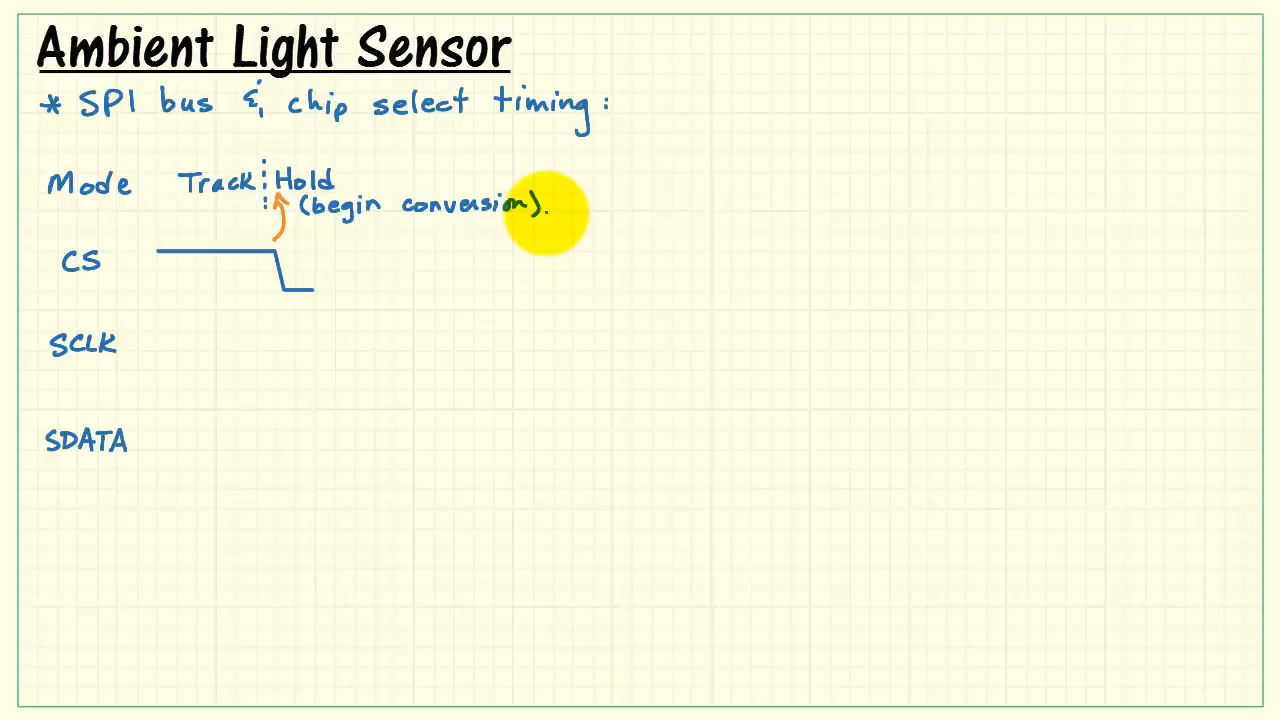 Ambient Light Sensor
* SPI bus & chip select timing:
Mode Track Hold
(begin conversion).
CS
SCLK
SDATA